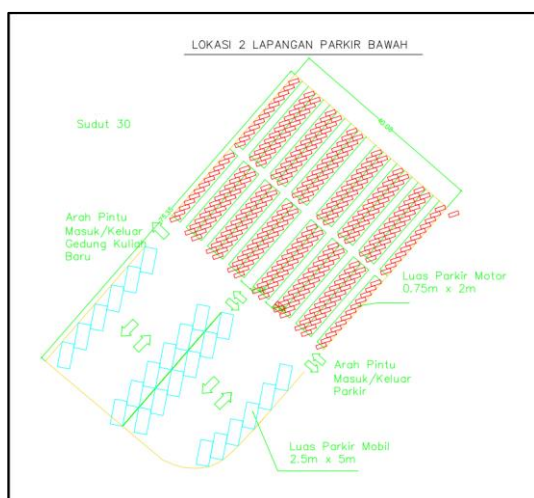 LOKASI 2 LAPANGAN PARKIR BAWAH
Sudut 30
Arah Pintu
Masuk/Keluar
Gedung Kuliah
Baru
Luas Parkir Motor
0.75m x 2m
Arah Pintu
Masuk/Keluar
Parkir
Luas Parkir Mobil
2.5m x 5m